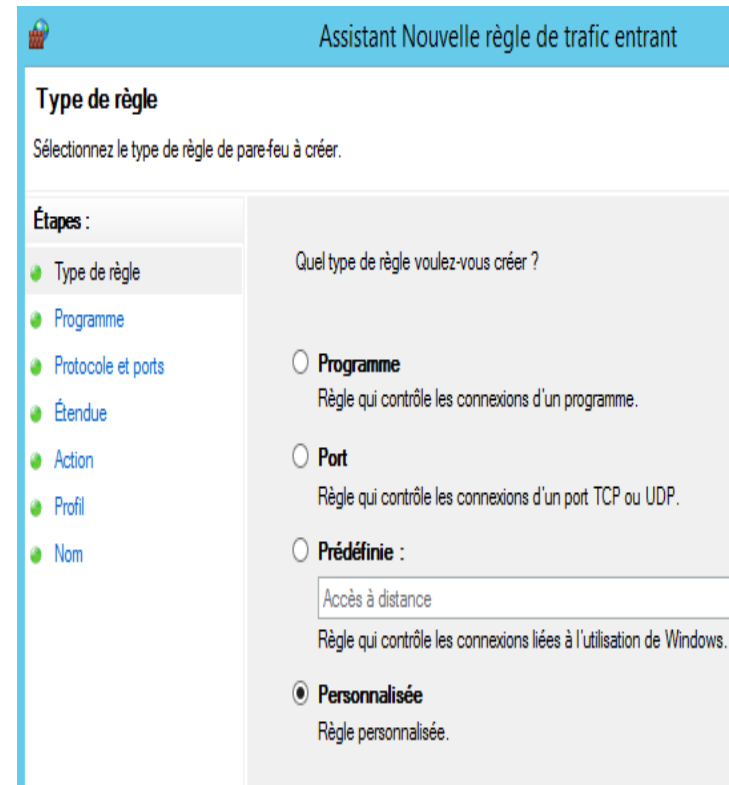 Assistant Nouvelle règle de trafic entrant
Type de règle
Sélectionnez le type de règle de pare-feu à créer.
Étapes :
Type de règle
Programme
Protocole et ports
Étendue
Action
Profil
Nom
Quel type de règle voulez-vous créer ?
Programme
Règle qui contrôle les connexions d'un programme.
Port
Règle qui contrôle les connexions d'un port TCP ou UDP.
Prédéfinie :
Accès à distance
Règle qui contrôle les connexions liées à l'utilisation de Windows.
Personnalisée
Règle personnalisée.